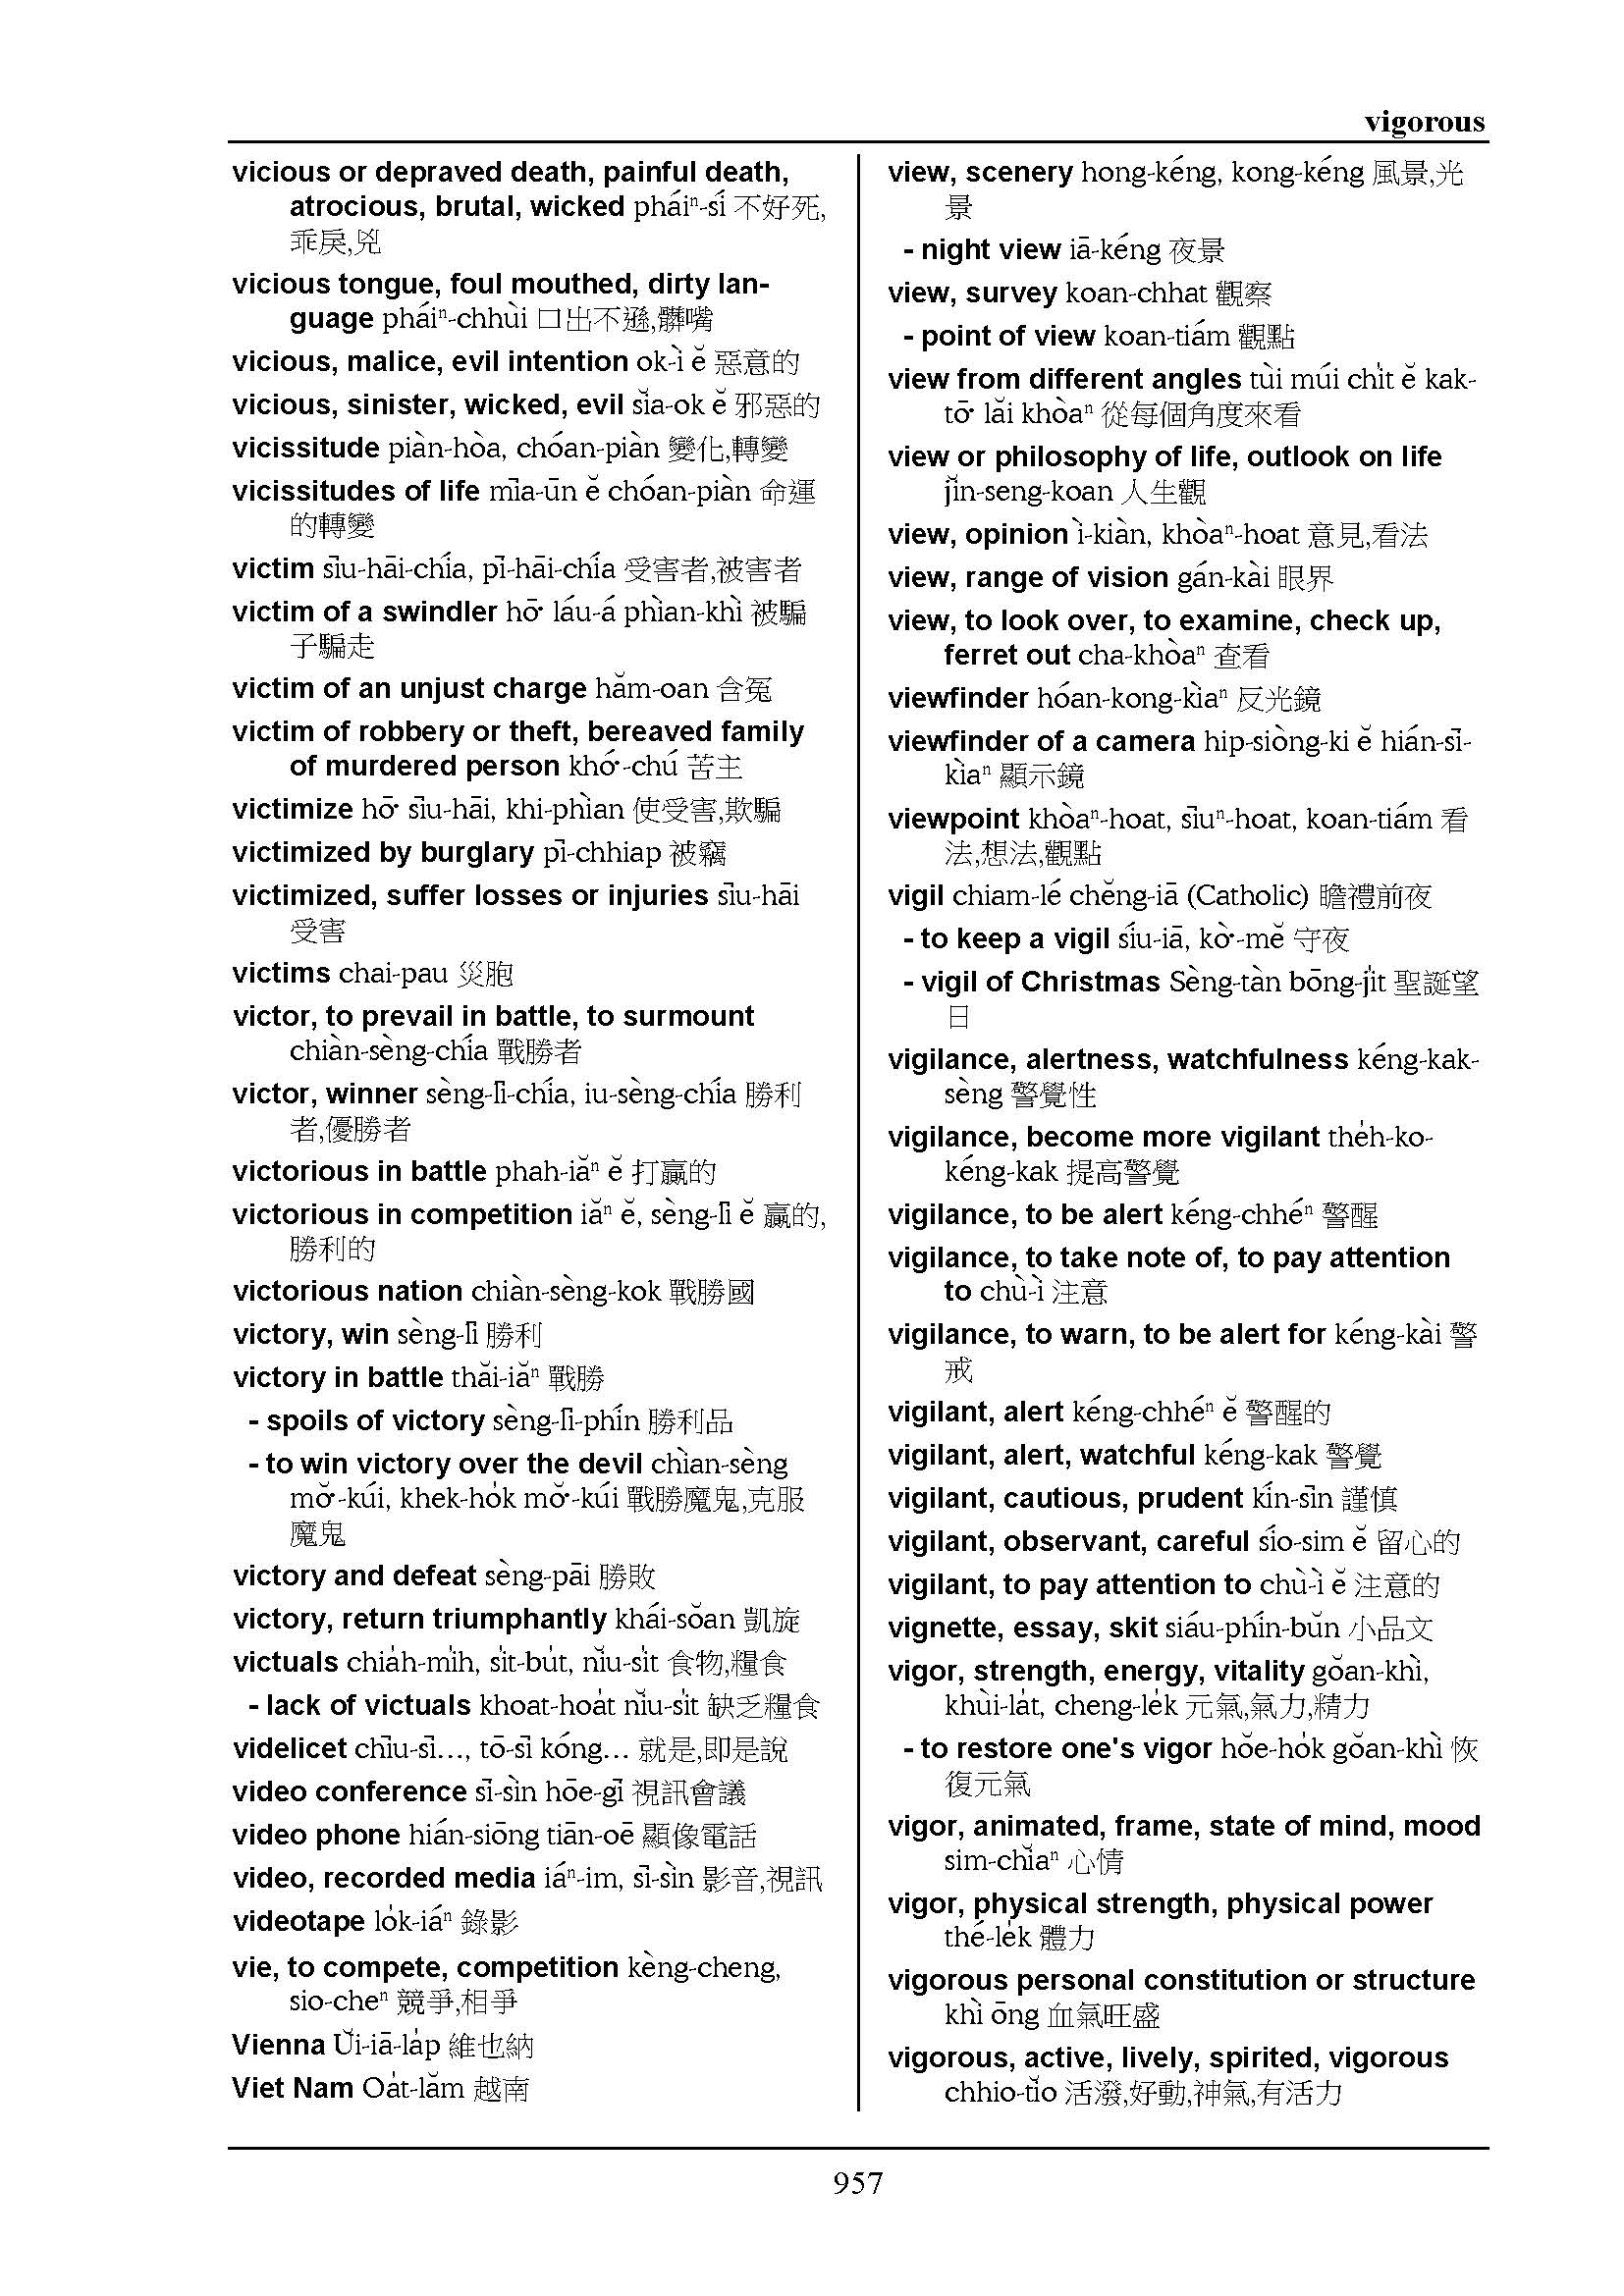 vigorous
vicious or depraved death, painful death,
atrocious, brutal, wicked pháiⁿ-sí 不好死,
乖戾,兇
vicious tongue, foul mouthed, dirty lan-
guage pháiⁿ-chhùi 口出不遜,髒嘴
vicious, malice, evil intention ok-ì ĕ 惡意的
vicious, sinister, wicked, evil sĭa-ok ĕ 邪惡的
vicissitude piàn-hòa, chóan-piàn 變化,轉變
vicissitudes of life mīa-ūn ĕ chóan-piàn 命運
的轉變
victim sīu-hāi-chía, pī-hāi-chía 受害者,被害者
victim of a swindler hō͘ láu-á phìan-khì 被騙
子騙走
victim of an unjust charge hăm-oan 含冤
victim of robbery or theft, bereaved family
of murdered person khó͘-chú 苦主
victimize hō͘ sīu-hāi, khi-phìan 使受害,欺騙
victimized by burglary pī-chhiap 被竊
victimized, suffer losses or injuries sīu-hāi
受害
victims chai-pau 災胞
victor, to prevail in battle, to surmount
chiàn-sèng-chía 戰勝者
victor, winner sèng-lī-chía, iu-sèng-chía 勝利
者,優勝者
victorious in battle phah-iăⁿ ĕ 打贏的
victorious in competition iăⁿ ĕ, sèng-lī ĕ 贏的,
勝利的
victorious nation chiàn-sèng-kok 戰勝國
victory, win sèng-lī 勝利
victory in battle thăi-iăⁿ 戰勝
- spoils of victory sèng-lī-phín 勝利品
- to win victory over the devil chìan-sèng
mŏ͘-kúi, khek-ho̍k mŏ͘-kúi 戰勝魔鬼,克服
魔鬼
victory and defeat sèng-pāi 勝敗
victory, return triumphantly khái-sŏan 凱旋
victuals chia̍h-mi̍h, si̍t-bu̍t, nĭu-si̍t 食物,糧食
- lack of victuals khoat-hoa̍t nĭu-si̍t 缺乏糧食
videlicet chīu-sī…, tō-sī kóng… 就是,即是說
video conference sī-sìn hōe-gī 視訊會議
video phone hián-siōng tiān-oē 顯像電話
video, recorded media iáⁿ-im, sī-sìn 影音,視訊
videotape lo̍k-iáⁿ 錄影
vie, to compete, competition kèng-cheng,
sio-cheⁿ 競爭,相爭
Vienna Ŭi-iā-la̍p 維也納
Viet Nam Oa̍t-lăm 越南
view, scenery hong-kéng, kong-kéng 風景,光
景
- night view iā-kéng 夜景
view, survey koan-chhat 觀察
- point of view koan-tiám 觀點
view from different angles tùi múi chi̍t ĕ kak-
tō͘ lăi khòaⁿ 從每個角度來看
view or philosophy of life, outlook on life
jĭn-seng-koan 人生觀
view, opinion ì-kiàn, khòaⁿ-hoat 意見,看法
view, range of vision gán-kài 眼界
view, to look over, to examine, check up,
ferret out cha-khòaⁿ 查看
viewfinder hóan-kong-kìaⁿ 反光鏡
viewfinder of a camera hip-siòng-ki ĕ hián-sī-
kìaⁿ 顯示鏡
viewpoint khòaⁿ-hoat, sīuⁿ-hoat, koan-tiám 看
法,想法,觀點
vigil chiam-lé chĕng-iā (Catholic) 瞻禮前夜
- to keep a vigil síu-iā, kò͘-mĕ 守夜
- vigil of Christmas Sèng-tàn bōng-ji̍t 聖誕望
日
vigilance, alertness, watchfulness kéng-kak-
sèng 警覺性
vigilance, become more vigilant the̍h-ko-
kéng-kak 提高警覺
vigilance, to be alert kéng-chhéⁿ 警醒
vigilance, to take note of, to pay attention
to chù-ì 注意
vigilance, to warn, to be alert for kéng-kài 警
戒
vigilant, alert kéng-chhéⁿ ĕ 警醒的
vigilant, alert, watchful kéng-kak 警覺
vigilant, cautious, prudent kín-sīn 謹慎
vigilant, observant, careful sío-sim ĕ 留心的
vigilant, to pay attention to chù-ì ĕ 注意的
vignette, essay, skit siáu-phín-bŭn 小品文
vigor, strength, energy, vitality gŏan-khì,
khùi-la̍t, cheng-le̍k 元氣,氣力,精力
- to restore one's vigor hŏe-ho̍k gŏan-khì 恢
復元氣
vigor, animated, frame, state of mind, mood
sim-chĭaⁿ 心情
vigor, physical strength, physical power
thé-le̍k 體力
vigorous personal constitution or structure
khì ōng 血氣旺盛
vigorous, active, lively, spirited, vigorous
chhio-tĭo 活潑,好動,神氣,有活力
957